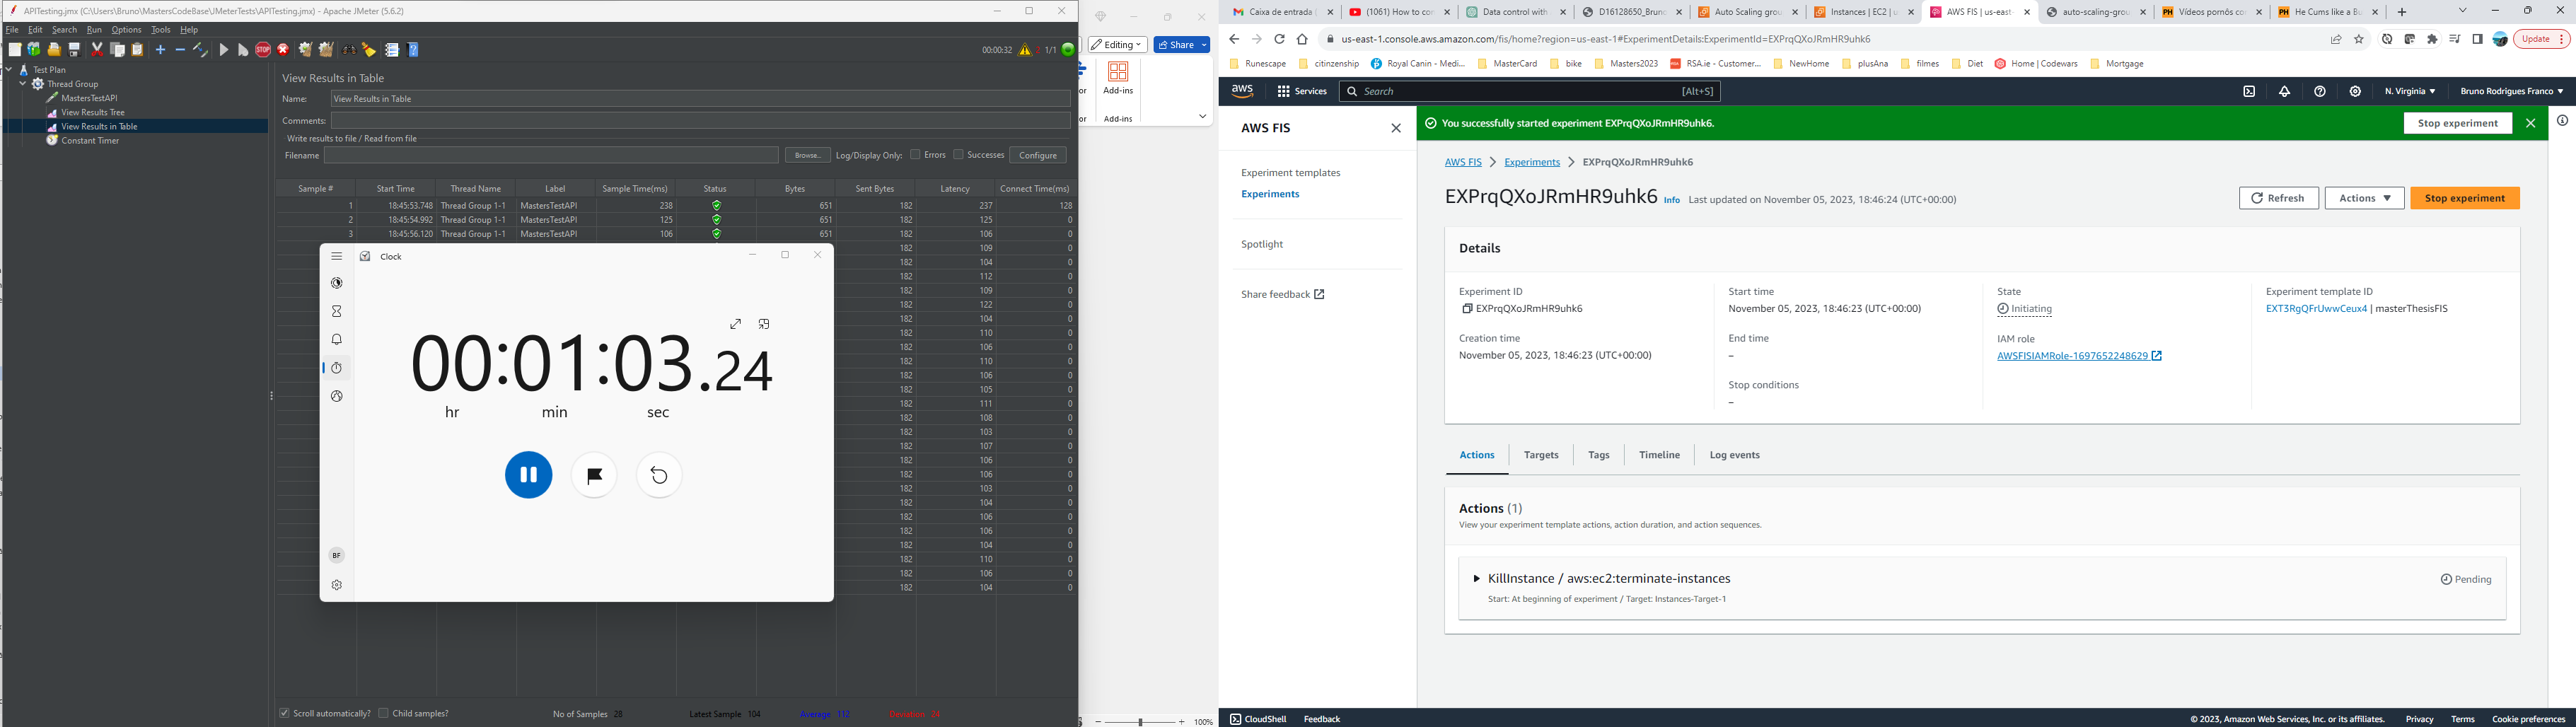 APITesting.jmx (C:\Users\Bruno\MastersCodeBase\JMeterTests\APITesting.jmx) - Apache JMeter (5.6.2)
File Edit Search Run Options Tools Help
00:00:32 2 1/1
Test Plan
Thread Group
MastersTestAPI
View Results Tree
View Results in Table
Constant Timer
View Results in Table
Name: View Results in Table
Comments:
Write results to file / Read from file
Filename Browse... Log/Display Only: Errors Successes Configure
Sample # Start Time Thread Name Label Sample Time(ms) Status Bytes Sent Bytes Latency Connect Time(ms)
1 18:45:53.748 Thread Group 1-1 MastersTestAPI 238 651 182 237 128
2 18:45:54.992 Thread Group 1-1 MastersTestAPI 125 651 182 125 0
3 18:45:56.120 Thread Group 1-1 MastersTestAPI 106 651 182 106 0
182 109 0
182 104 0
182 112 0
182 109 0
182 122 0
182 104 0
182 110 0
182 106 0
182 110 0
182 106 0
182 105 0
182 111 0
182 108 0
182 103 0
182 107 0
182 106 0
182 106 0
182 103 0
182 104 0
182 106 0
182 106 0
182 104 0
182 110 0
182 106 0
182 104 0
Clock
00:01:03.24
hr min sec
BF
Scroll automatically? Child samples? No of Samples 28 Latest Sample 104 Average 112 Deviation 24
Editing Share
or Add-ins
or Add-ins
100%
Caixa de entrada
(1061) How to con
Data control with
D16128650_Bruno
Auto Scaling grou
Instances | EC2 | u
AWS FIS | us-east-
auto-scaling-grou
Vídeos pornôs co
He Cums like a Bu
us-east-1.console.aws.amazon.com/fis/home?region=us-east-1#ExperimentDetails:ExperimentId=EXPrqQXoJRmHR9uhk6
Update
Runescape citinzenship Royal Canin - Medi... MasterCard bike Masters2023 RSA.ie - Customer... NewHome plusAna filmes Diet Home | Codewars Mortgage
aws Services Search [Alt+S] N. Virginia Bruno Rodrigues Franco
AWS FIS
Experiment templates
Experiments
Spotlight
Share feedback
You successfully started experiment EXPrqQXoJRmHR9uhk6. Stop experiment
AWS FIS Experiments EXPrqQXoJRmHR9uhk6
EXPrqQXoJRmHR9uhk6 Info Last updated on November 05, 2023, 18:46:24 (UTC+00:00) Refresh Actions Stop experiment
Details
Experiment ID
EXPrqQXoJRmHR9uhk6
Creation time
November 05, 2023, 18:46:23 (UTC+00:00)
Start time
November 05, 2023, 18:46:23 (UTC+00:00)
End time
–
Stop conditions
–
State
Initiating
IAM role
AWSFISIAMRole-1697652248629
Experiment template ID
EXT3RgQFrUwwCeux4 | masterThesisFIS
Actions Targets Tags Timeline Log events
Actions (1)
View your experiment template actions, action duration, and action sequences.
KillInstance / aws:ec2:terminate-instances Pending
Start: At beginning of experiment / Target: Instances-Target-1
CloudShell Feedback © 2023, Amazon Web Services, Inc. or its affiliates. Privacy Terms Cookie preferences